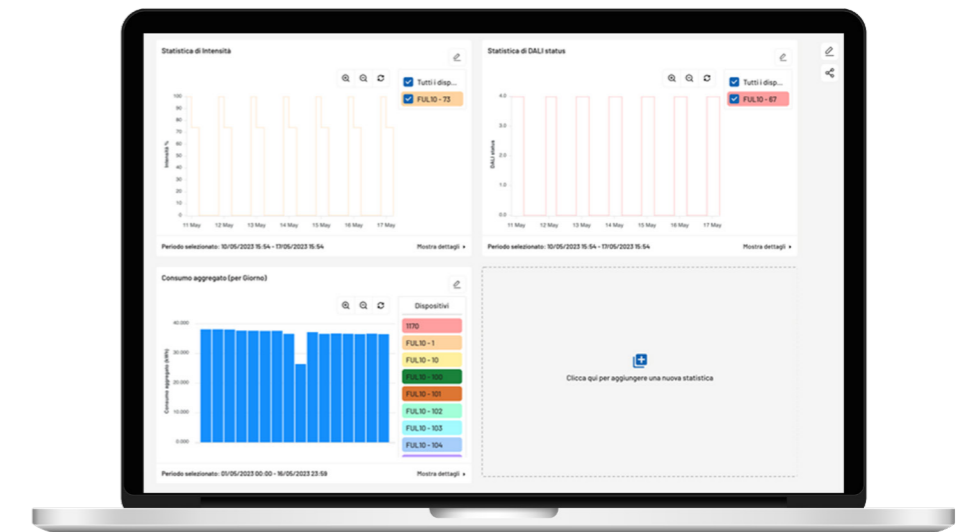 Statistica di Intensità
Tutti i disp...
FUL10 - 73
100
90
80
70
60
50
40
30
20
10
0
Intensità %
11 May 12 May 13 May 14 May 15 May 16 May 17 May
Periodo selezionato: 10/05/2023 15:54 - 17/05/2023 15:54
Mostra dettagli
Statistica di DALI status
Tutti i disp...
FUL10 - 67
4.0
3.0
2.0
1.0
0.0
DALI status
11 May 12 May 13 May 14 May 15 May 16 May 17 May
Periodo selezionato: 10/05/2023 15:54 - 17/05/2023 15:54
Mostra dettagli
Consumo aggregato (per Giorno)
Dispositivi
1170
FUL10 - 1
FUL10 - 10
FUL10 - 100
FUL10 - 101
FUL10 - 102
FUL10 - 103
FUL10 - 104
40.000
30.000
20.000
10.000
0.000
Consumo aggregato (kWh)
Periodo selezionato: 01/05/2023 00:00 - 16/05/2023 23:59
Mostra dettagli
Clicca qui per aggiungere una nuova statistica